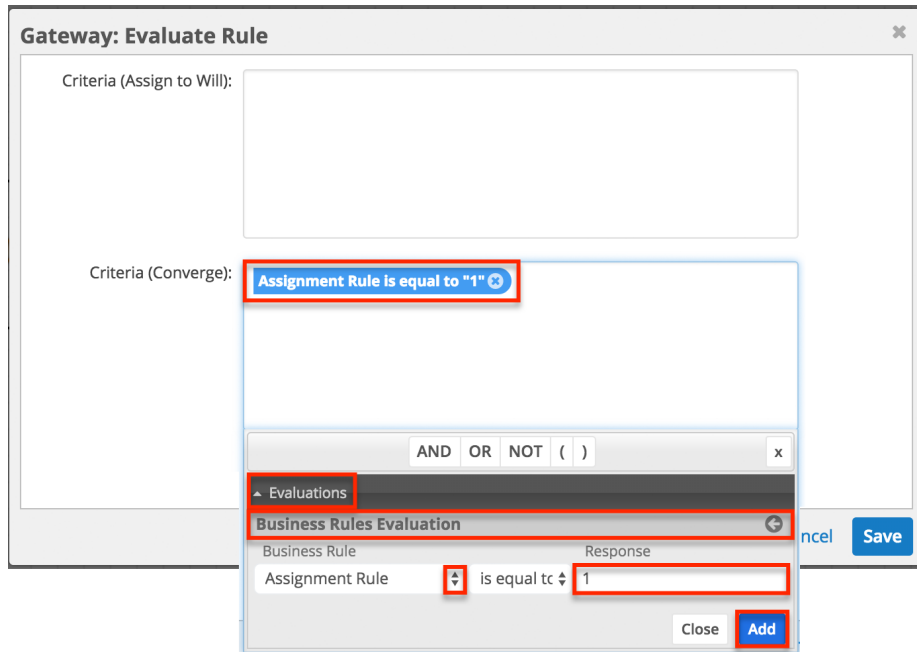 Gateway: Evaluate Rule
Criteria (Assign to Will):
Criteria (Converge):
Assignment Rule is equal to "1"
AND OR NOT ( ) x
Evaluations
Business Rules Evaluation
ncel Save
Business Rule Response
Assignment Rule is equal tc 1
Close Add